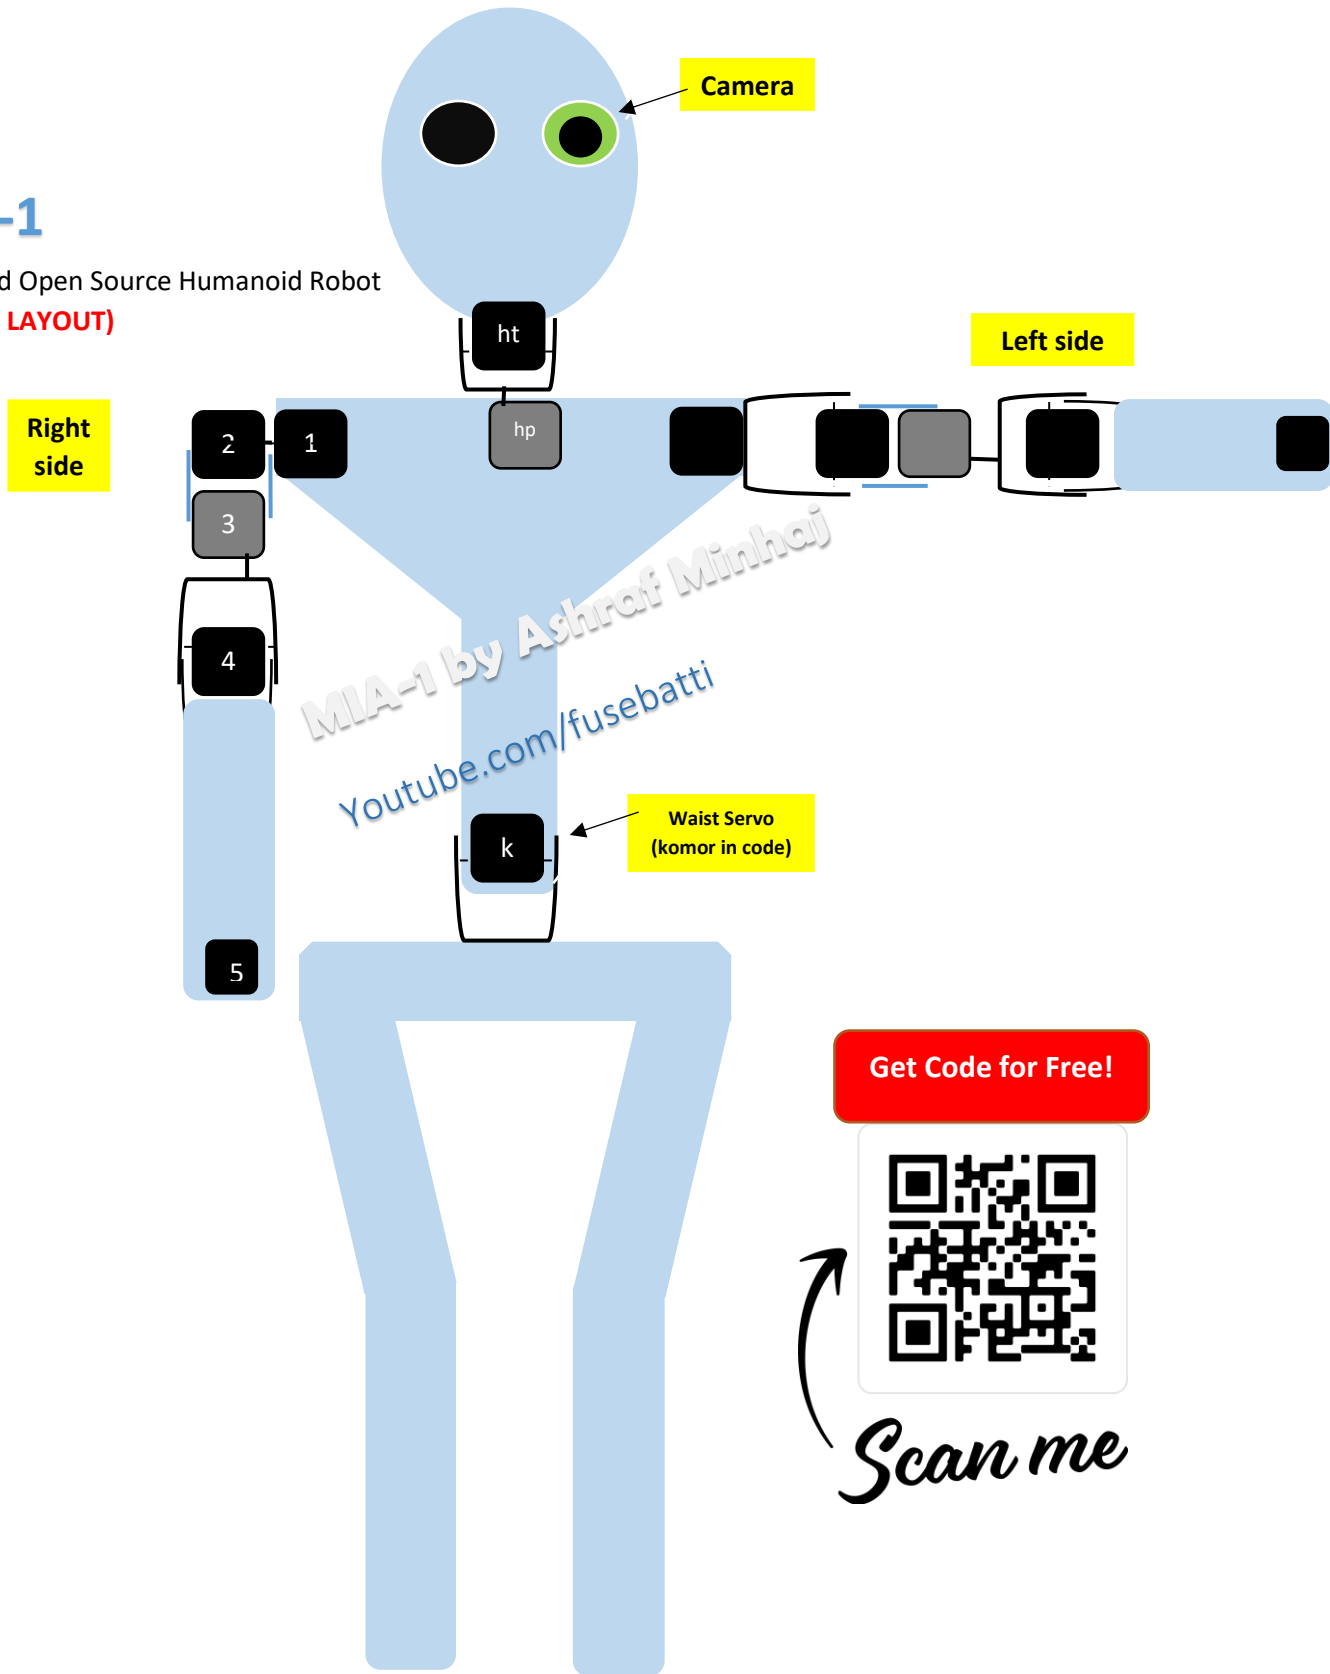 Camera
-1
d Open Source Humanoid Robot
LAYOUT)
ht
Left side
Right
side
2
1
hp
3
4
MIA-1 by Ashraf Minhaj
Youtube.com/fusebatti
k
Waist Servo
(komor in code)
5
Get Code for Free!
Scan me